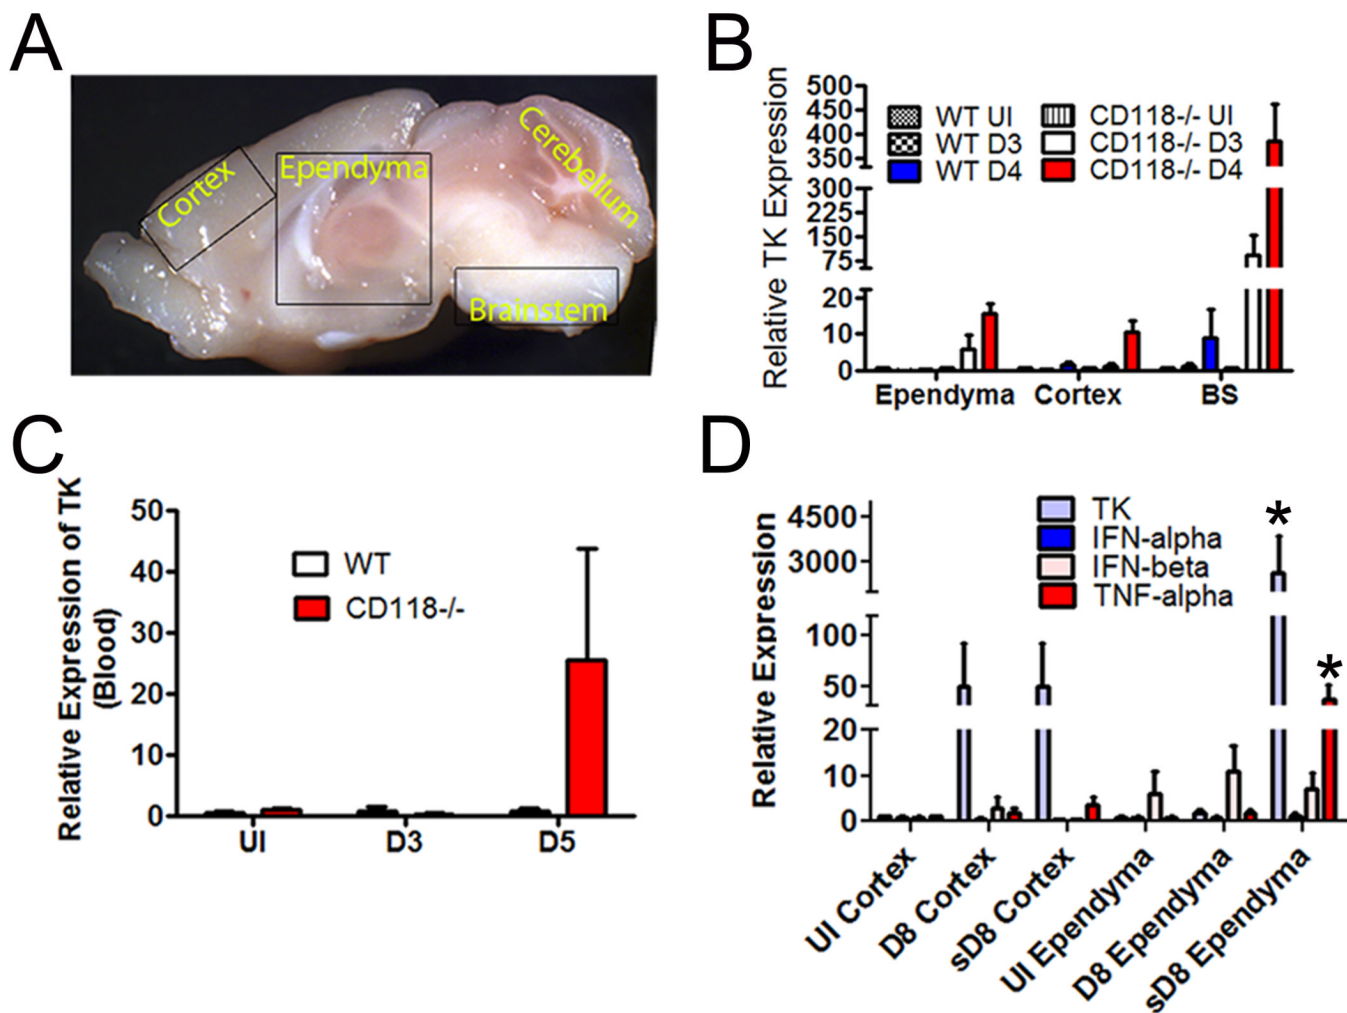 A
Cortex
Ependyma
Cerebellum
Brainstem
B
Relative TK Expression
500
450
400
350
300
225
150
75
20
10
0
WT UI
WT D3
WT D4
CD118-/- UI
CD118-/- D3
CD118-/- D4
Ependyma Cortex BS
C
Relative Expression of TK
(Blood)
50
40
30
20
10
0
WT
CD118-/-
UI D3 D5
D
Relative Expression
4500
3000
100
50
20
10
0
TK
IFN-alpha
IFN-beta
TNF-alpha
*
*
UI Cortex
D8 Cortex
sD8 Cortex
UI Ependyma
D8 Ependyma
sD8 Ependyma